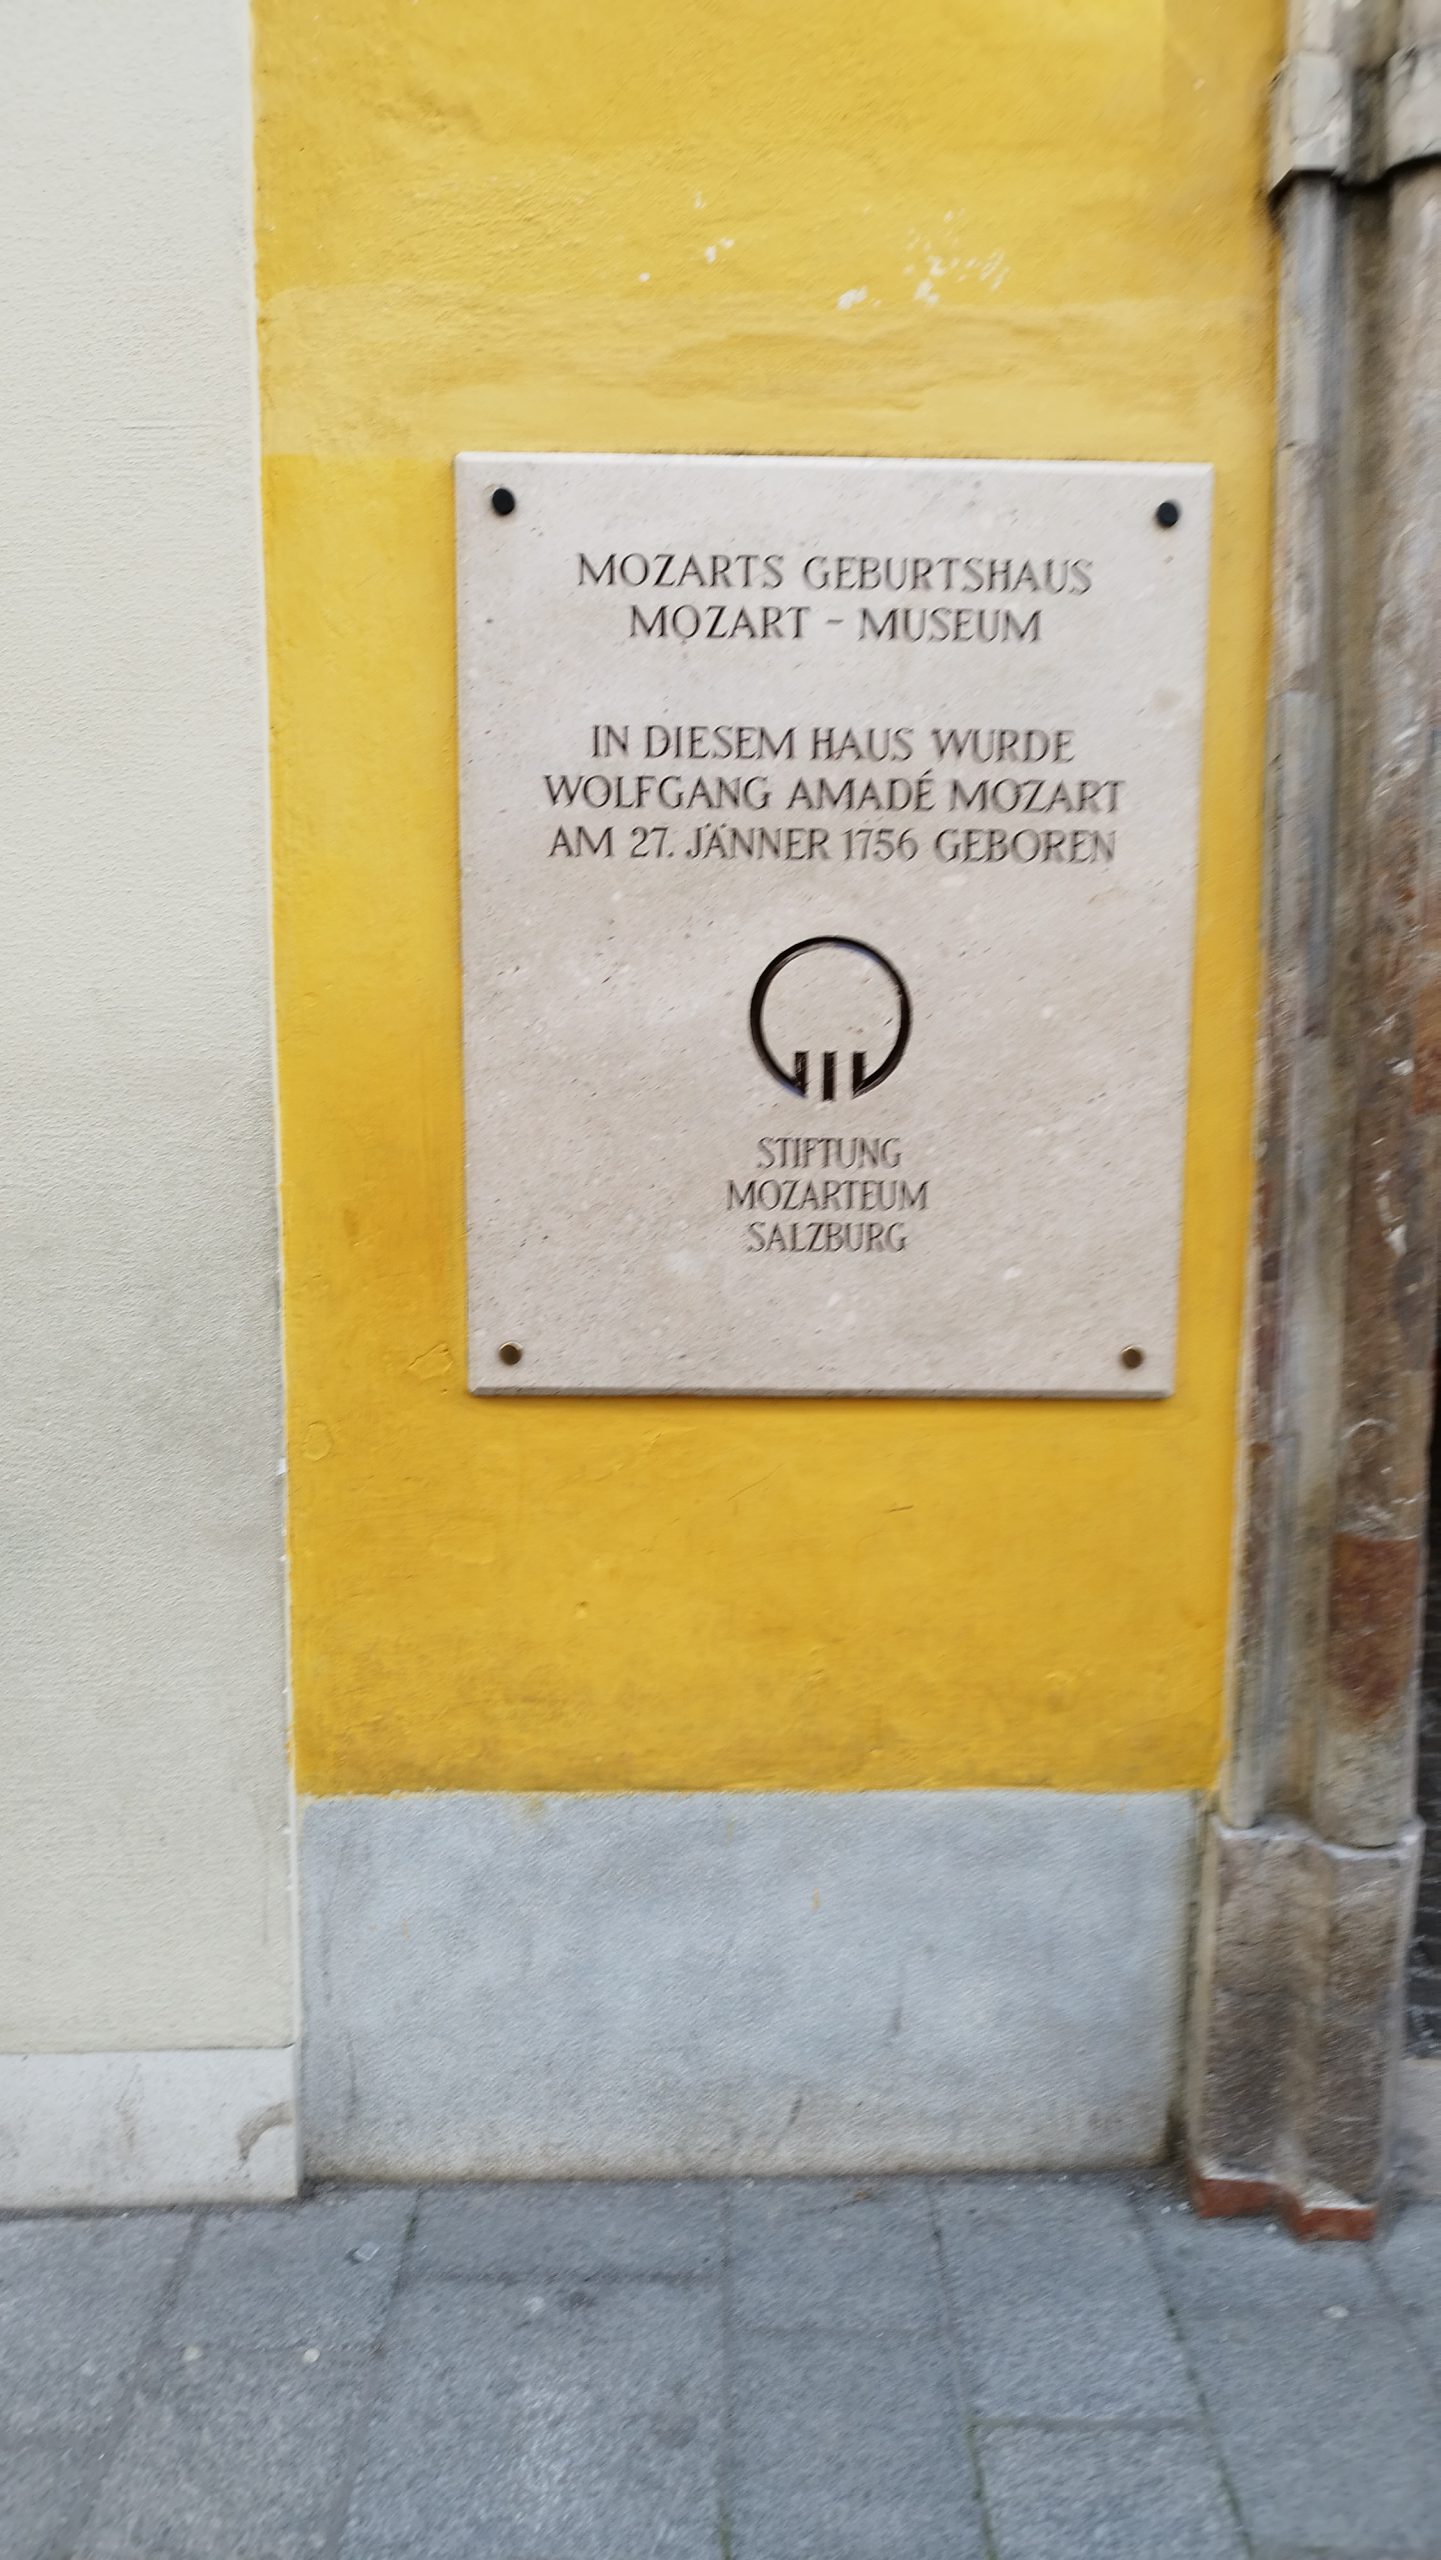 MOZARTS GEBURTSHAUS
MOZART - MUSEUM
IN DIESEM HAUS WURDE
WOLFGANG AMADÉ MOZART
AM 27. JÄNNER 1756 GEBOREN
STIFTUNG
MOZARTEUM
SALZBURG